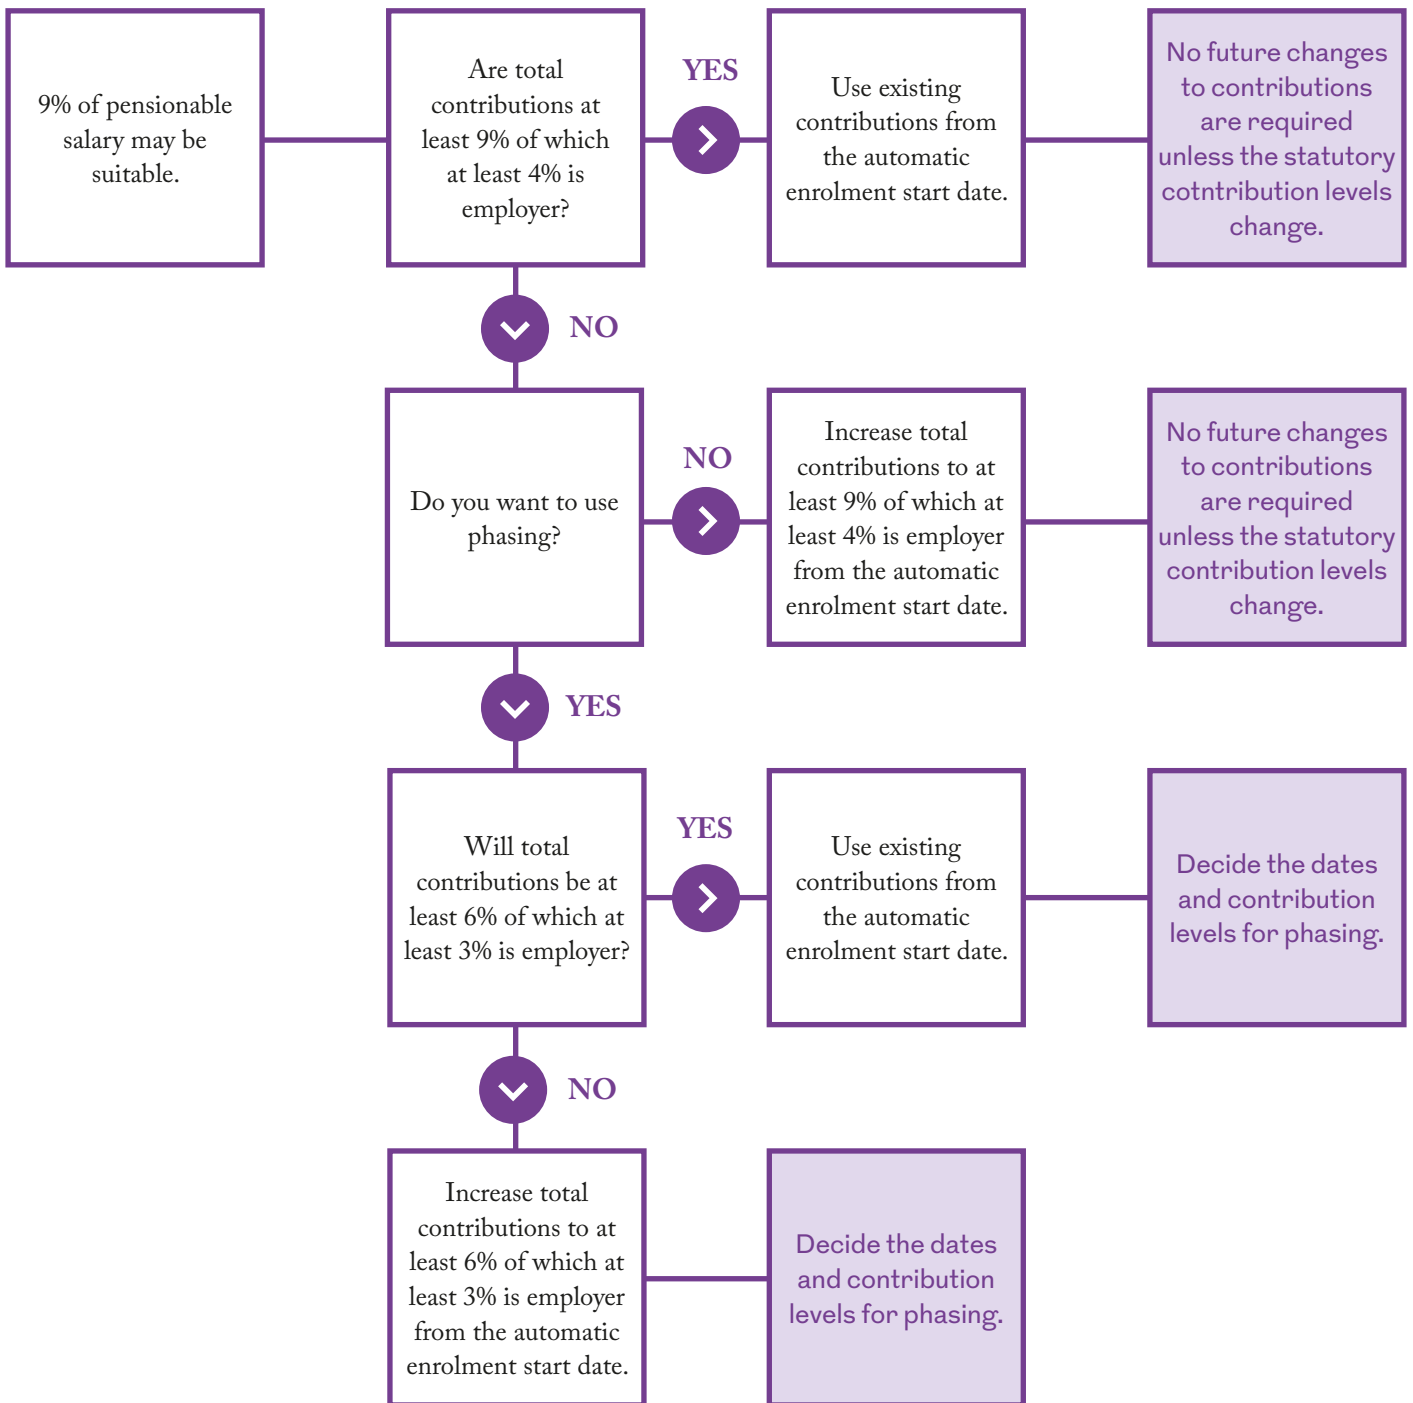 9% of pensionable
salary may be
suitable.
Are total
contributions at
least 9% of which
at least 4% is
employer?
YES
Use existing
contributions from
the automatic
enrolment start date.
No future changes
to contributions
are required
unless the statutory
cotntribution levels
change.
NO
Do you want to use
phasing?
NO
Increase total
contributions to at
least 9% of which at
least 4% is employer
from the automatic
enrolment start date.
No future changes
to contributions
are required
unless the statutory
contribution levels
change.
YES
Will total
contributions be at
least 6% of which at
least 3% is employer?
YES
Use existing
contributions from
the automatic
enrolment start date.
Decide the dates
and contribution
levels for phasing.
NO
Increase total
contributions to at
least 6% of which at
least 3% is employer
from the automatic
enrolment start date.
Decide the dates
and contribution
levels for phasing.